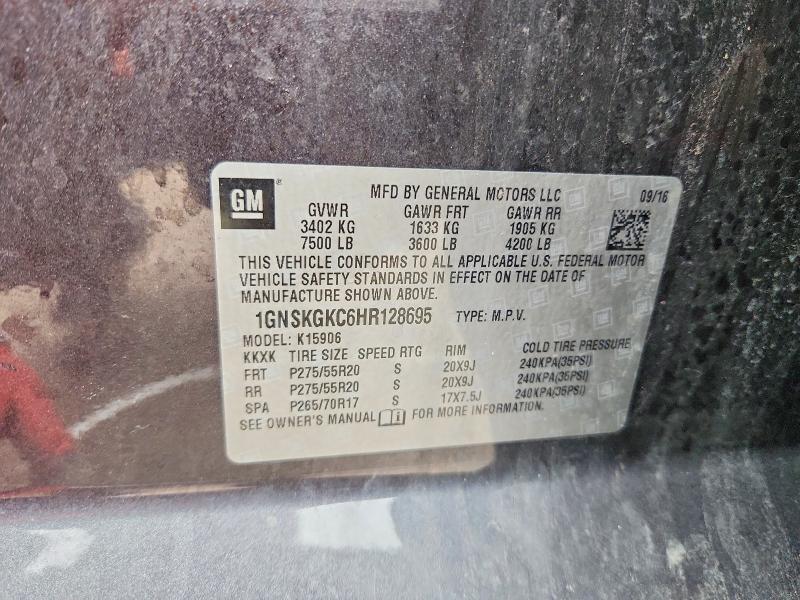 GM ® MFD BY GENERAL MOTORS LLC 09/16
GVWR GAWR FRT GAWR RR
3402 KG 1633 KG 1905 KG
7500 LB 3600 LB 4200 LB
THIS VEHICLE CONFORMS TO ALL APPLICABLE U.S. FEDERAL MOTOR
VEHICLE SAFETY STANDARDS IN EFFECT ON THE DATE OF
MANUFACTURE SHOWN ABOVE.
1GNSKGKC6HR128695 TYPE: M.P.V.
MODEL: K15906
KKXK TIRE SIZE SPEED RTG RIM COLD TIRE PRESSURE
FRT P275/55R20 S 20X9J 240KPA(35PSI)
RR P275/55R20 S 20X9J 240KPA(35PSI)
SPA P265/70R17 S 17X7.5J 240KPA(35PSI)
SEE OWNER'S MANUAL i FOR MORE INFORMATION.